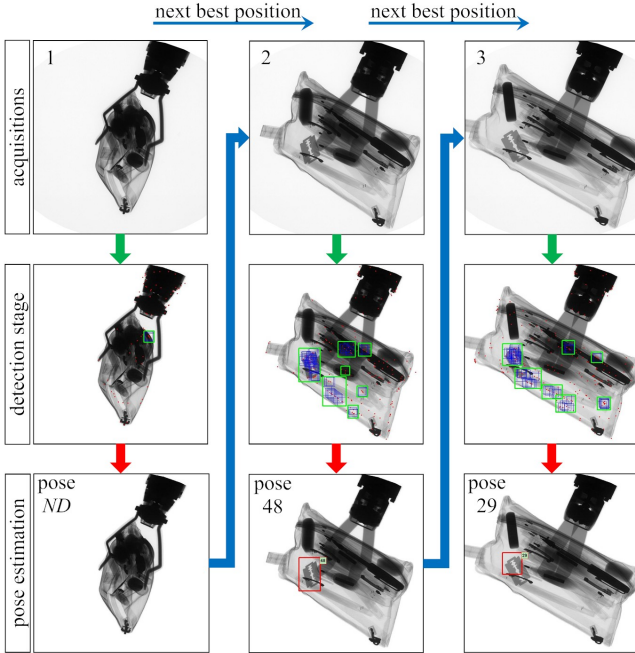 next best position
next best position
acquisitions
1
2
3
detection stage
pose estimation
pose
ND
pose
48
pose
29